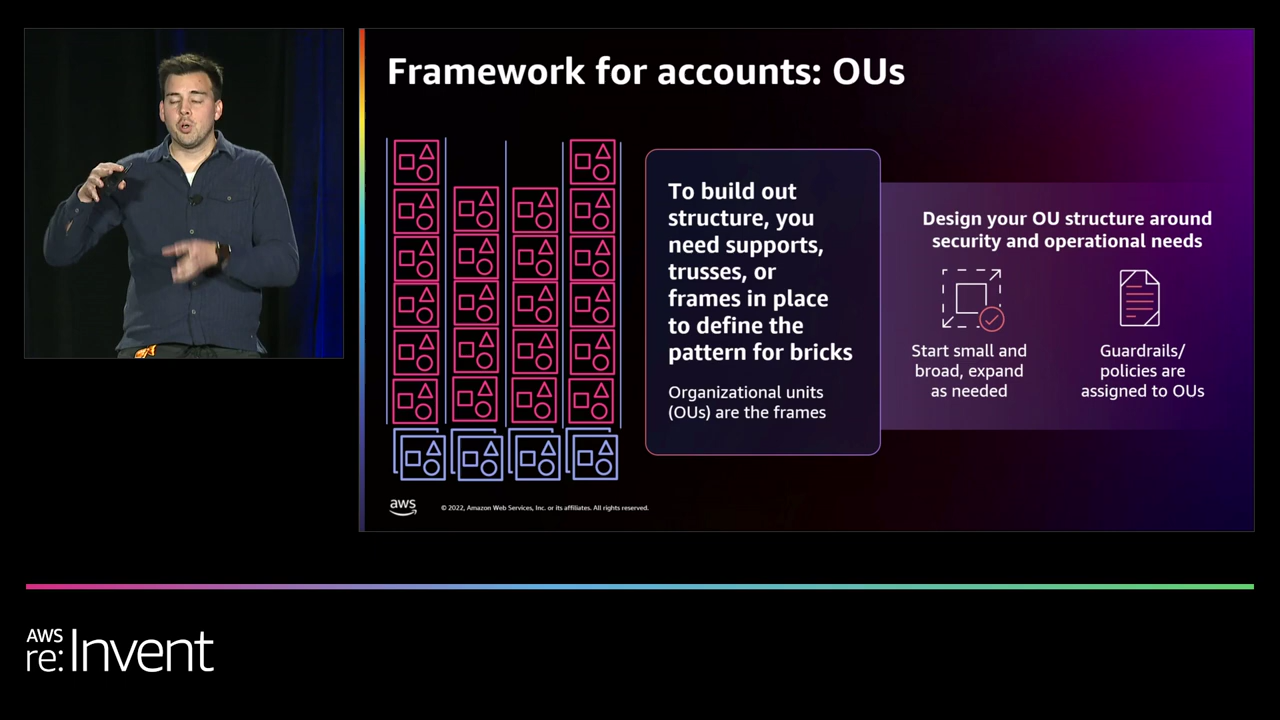 Framework for accounts: OUs
To build out
structure, you
need supports,
trusses, or
frames in place
to define the
pattern for bricks
Organizational units
(OUs) are the frames
Design your OU structure around
security and operational needs
Start small and
broad, expand
as needed
Guardrails/
policies are
assigned to OUs
aws
© 2022, Amazon Web Services, Inc. or its affiliates. All rights reserved.
AWS
re:Invent